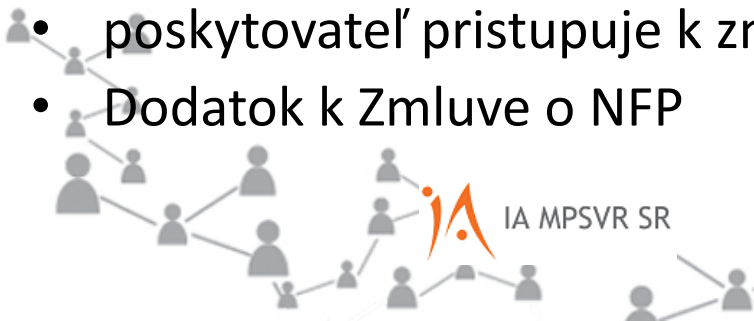 • poskytovateľ pristupuje k
• Dodatok k Zmluve o NFP
IA MPSVR SR